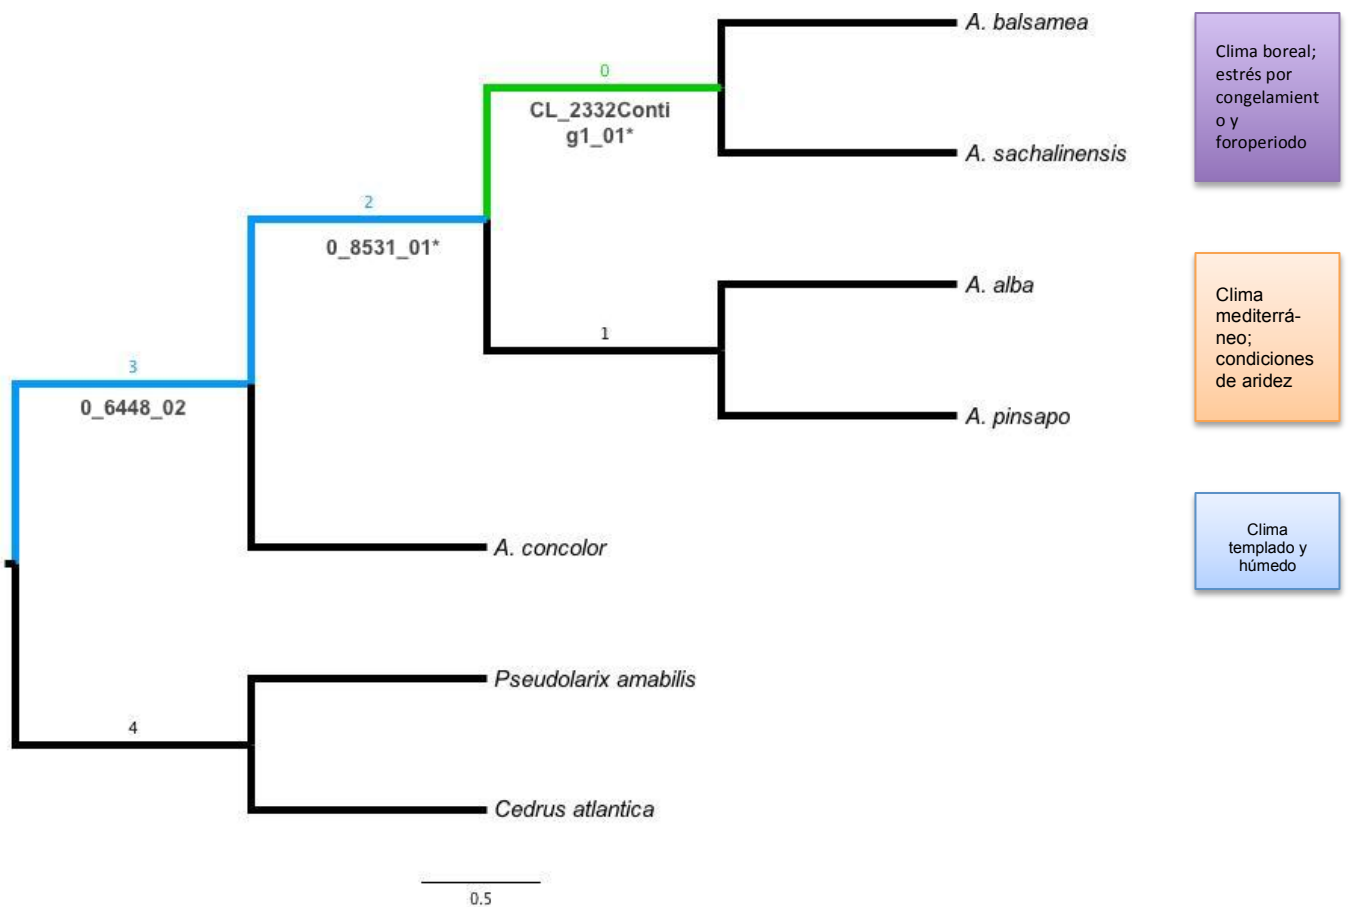 A. balsamea
Clima boreal;
estrés por
congelamient
o y
foroperiodo
0
CL_2332Conti
g1_01*
A. sachalinensis
2
0_8531_01*
A. alba
Clima
mediterrá-
neo;
condiciones
de aridez
1
3
0_6448_02
A. pinsapo
A. concolor
Clima
templado y
húmedo
Pseudolarix amabilis
4
Cedrus atlantica
0.5